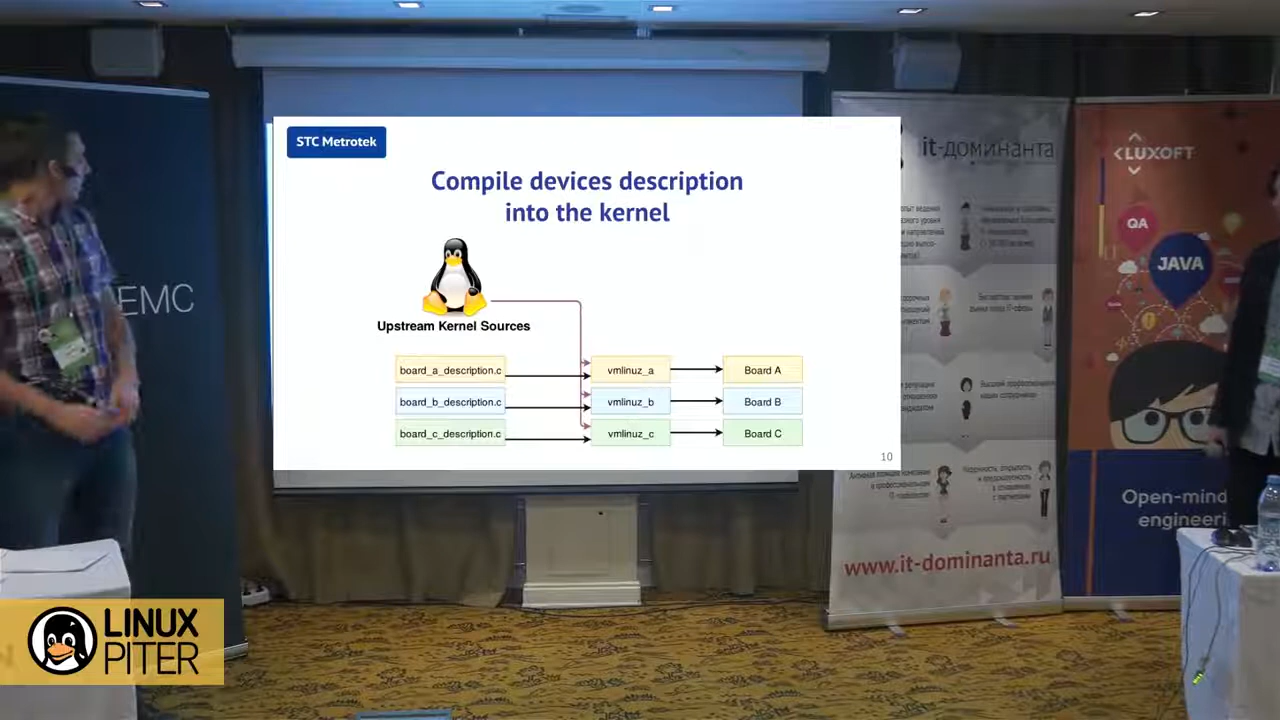 STC Metrotek
Compile devices description
into the kernel
Upstream Kernel Sources
board_a_description.c
vmlinuz_a
Board A
board_b_description.c
vmlinuz_b
Board B
board_c_description.c
vmlinuz_c
Board C
10
EMC
it-доминанта
www.it-dominanta.ru
LUXOFT
QA
JAVA
Open-mind
engineeri
LINUX
PITER